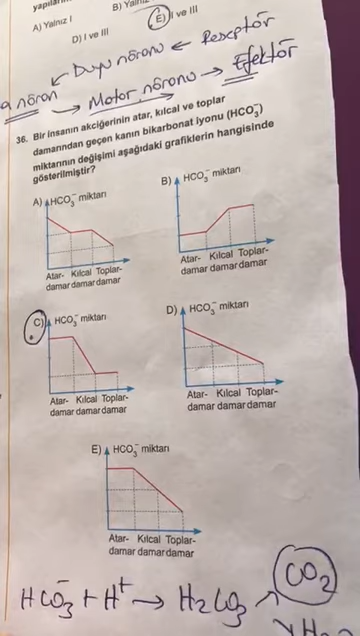 A) Yalnız I
E) I ve III
D) I ve III
Duyu nöronu ← Reseptör
nöron → Motor nöronu → Efektör
36. Bir insanın akciğerinin atar, kılcal ve toplar
damarından geçen kanın bikarbonat iyonu (HCO₃⁻)
miktarının değişimi aşağıdaki grafiklerin hangisinde
gösterilmiştir?
A) HCO₃⁻ miktarı
Atar- Kılcal Toplar-
damar damar damar
B) HCO₃⁻ miktarı
Atar- Kılcal Toplar-
damar damar damar
C) HCO₃⁻ miktarı
Atar- Kılcal Toplar-
damar damar damar
D) HCO₃⁻ miktarı
Atar- Kılcal Toplar-
damar damar damar
E) HCO₃⁻ miktarı
Atar- Kılcal Toplar-
damar damar damar
HCO₃⁻ + H⁺ → H₂CO₃ CO₂